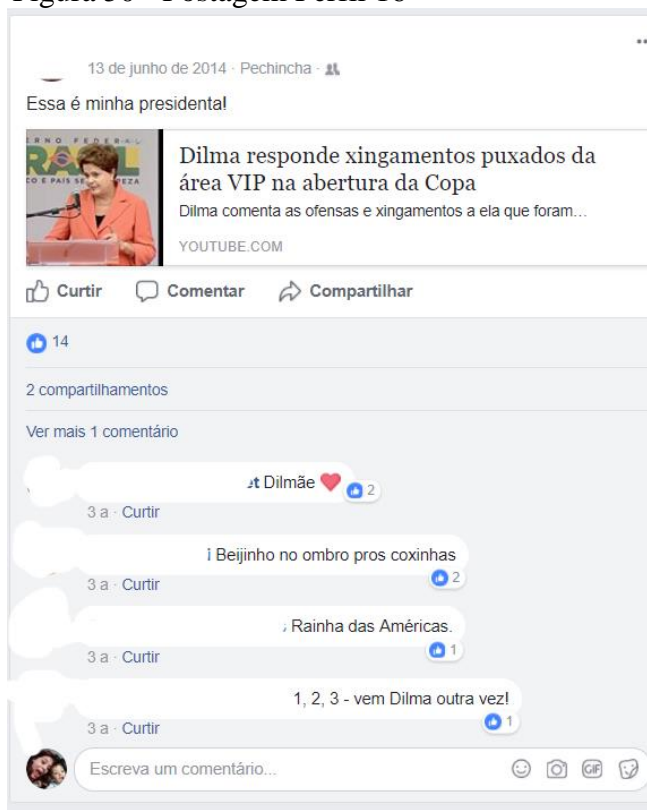 Figura 30 - Postagem Perfil 18
13 de junho de 2014 · Pechincha ·
Essa é minha presidenta!
Dilma responde xingamentos puxados da
área VIP na abertura da Copa
Dilma comenta as ofensas e xingamentos a ela que foram...
YOUTUBE.COM
Curtir Comentar Compartilhar
14
2 compartilhamentos
Ver mais 1 comentário
Dilmãe ❤ 2
3 a · Curtir
Beijinho no ombro pros coxinhas
2
3 a · Curtir
Rainha das Américas.
1
3 a · Curtir
1, 2, 3 - vem Dilma outra vez!
1
3 a · Curtir
Escreva um comentário...
GIF